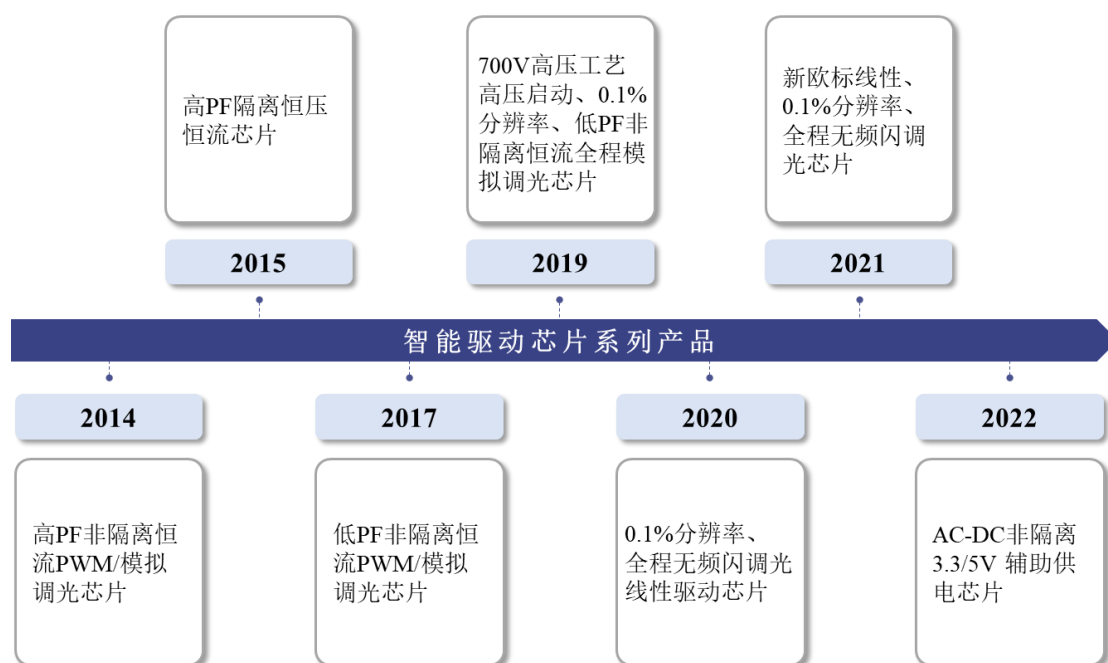 高PF隔离恒压
恒流芯片
700V高压工艺
高压启动、0.1%
分辨率、低PF非
隔离恒流全程模
拟调光芯片
新欧标线性、
0.1%分辨率、
全程无频闪调
光芯片
2015
2019
2021
智能驱动芯片系列产品
2014
2017
2020
2022
高PF非隔离恒
流PWM/模拟
调光芯片
低PF非隔离恒
流PWM/模拟
调光芯片
0.1%分辨率、
全程无频闪调光
线性驱动芯片
AC-DC非隔离
3.3/5V 辅助供
电芯片